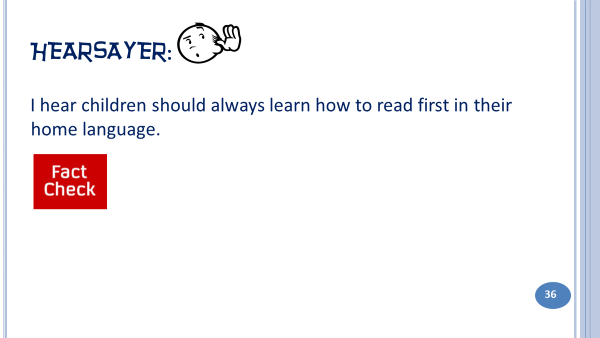 HEARSAYER:
I hear children should always learn how to read first in their
home language.
Fact
Check
36